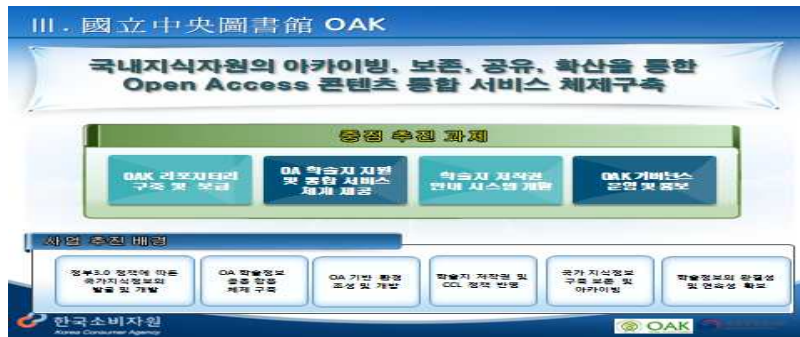 III. 國立中央圖書館 OAK
국내지식자원의 아카이빙, 보존, 공유, 확산을 통한
Open Access 콘텐츠 통합 서비스 체제구축
중점 추진 과제
OAK 리포지터리
구축 및 보급
OA 학술지 지원
및 통합 서비스
체계 제공
학술지 저작권
안내 시스템 개발
OAK 거버넌스
운영 및 홍보
사업 추진 배경
정부3.0 정책에 따른
국가지식정보의
발굴 및 개방
OA 학술정보
공동 활용
체제 구축
OA 기반 환경
조성 및 개방
학술지 저작권 및
CCL 정책 반영
국가 지식정보
구축 보존 및
아카이빙
학술정보의 완결성
및 연속성 확보
한국소비자원
Korea Consumer Agency
OAK